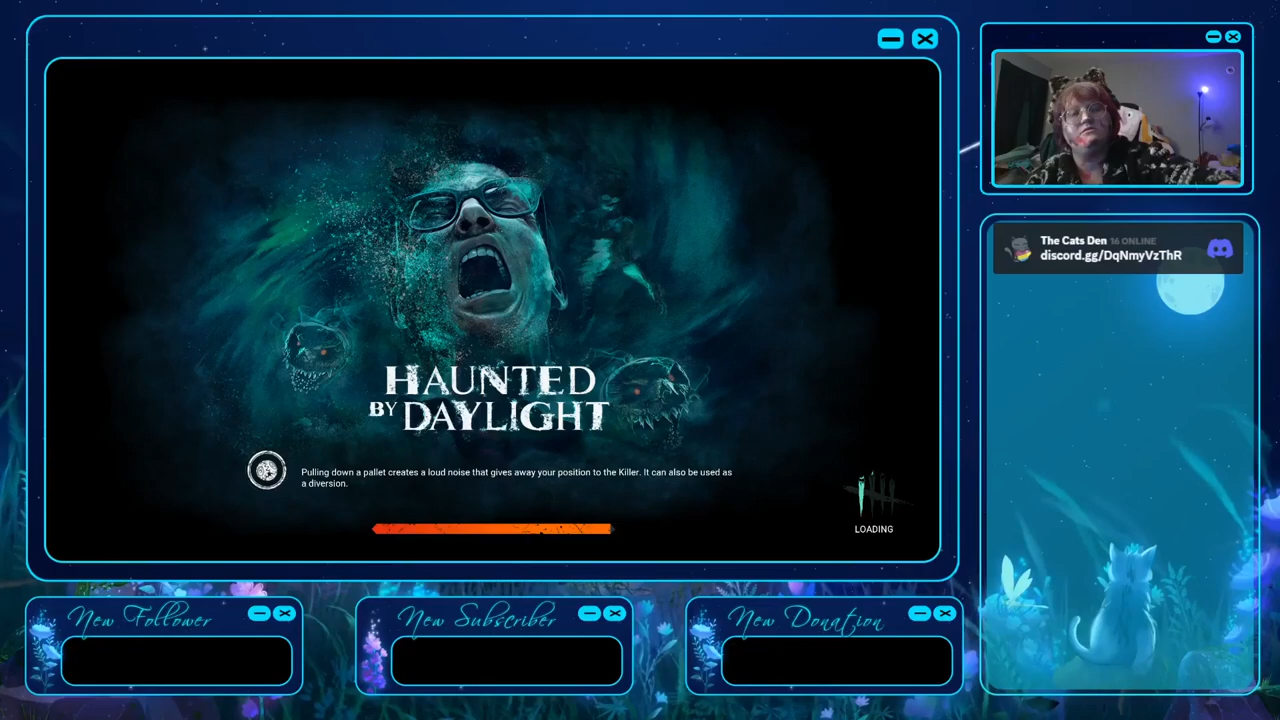 The Cats Den 16 ONLINE
discord.gg/DqNmyVzThR
HAUNTED
BY DAYLIGHT
Pulling down a pallet creates a loud noise that gives away your position to the Killer. It can also be used as
a diversion.
LOADING
New Follower
New Subscriber
New Donation